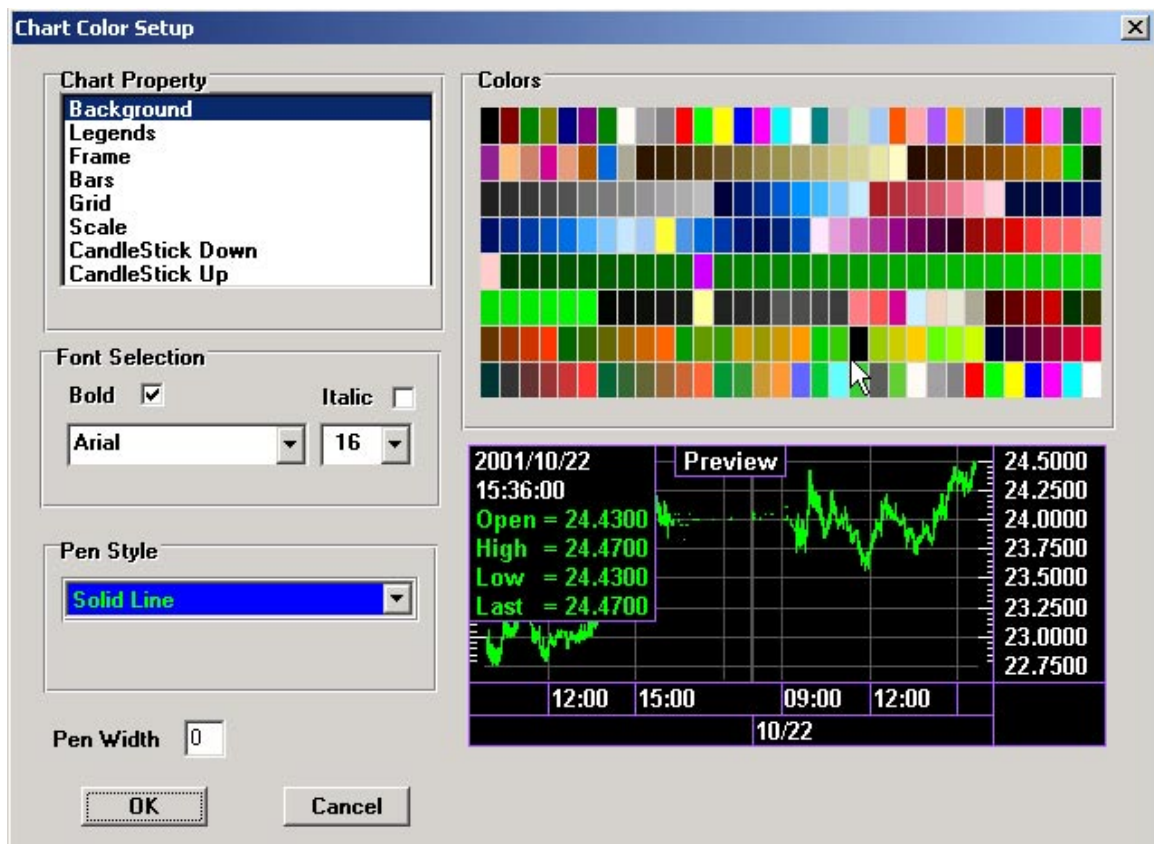 Chart Color Setup
Chart Property
Background
Legends
Frame
Bars
Grid
Scale
CandleStick Down
CandleStick Up
Font Selection
Bold
Italic
Arial
16
Pen Style
Solid Line
Pen Width
0
OK
Cancel
Colors
Preview
2001/10/22
15:36:00
Open = 24.4300
High = 24.4700
Low = 24.4300
Last = 24.4700
24.5000
24.2500
24.0000
23.7500
23.5000
23.2500
23.0000
22.7500
12:00 15:00 09:00 12:00
10/22